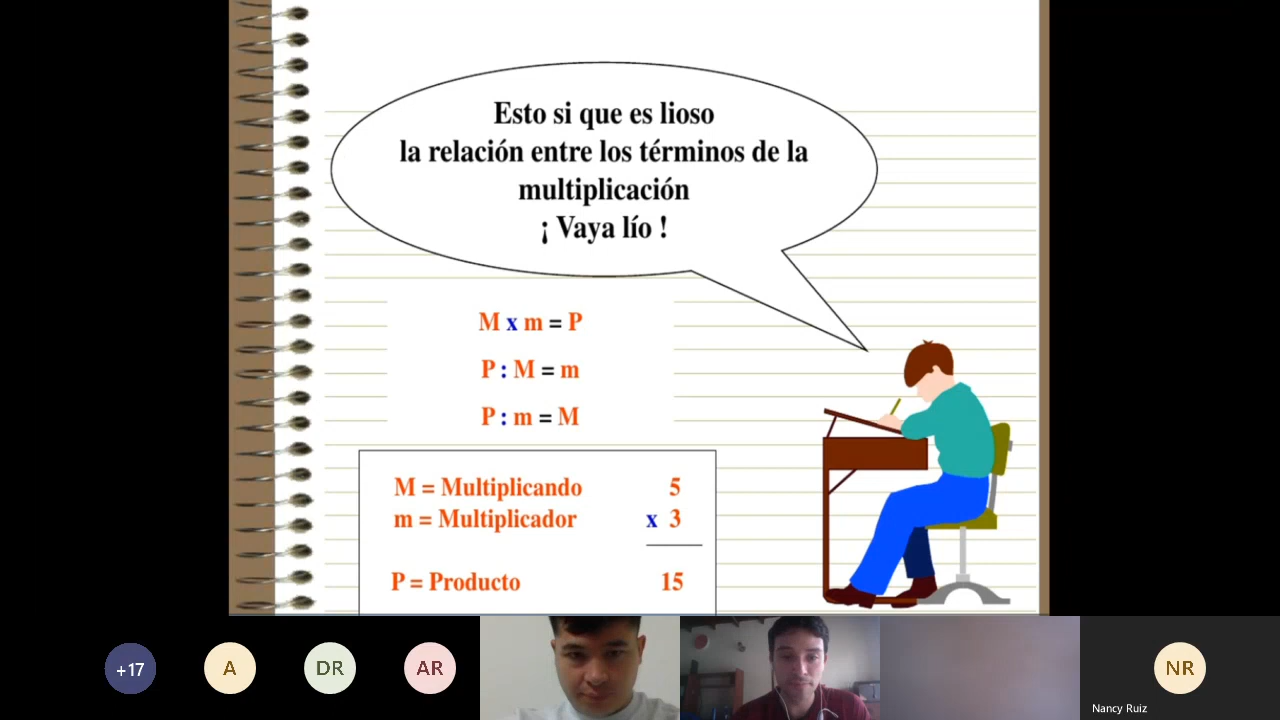 Esto si que es lioso
la relación entre los términos de la
multiplicación
¡ Vaya lío !
M x m = P
P : M = m
P : m = M
M = Multiplicando 5
m = Multiplicador x 3
P = Producto 15
+17
A
DR
AR
NR
Nancy Ruiz